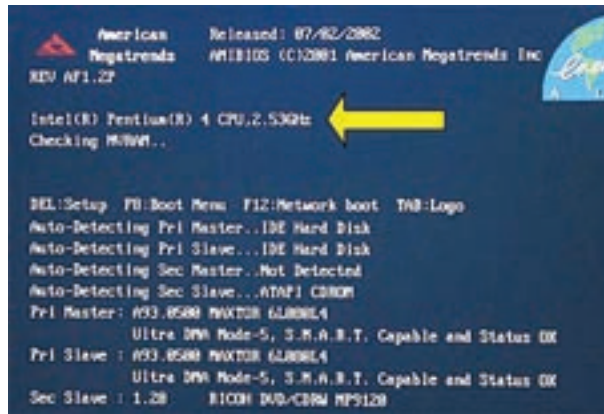 American Released: 07/02/2002
Megatrends AMIBIOS (C)2001 American Megatrends Inc
REV AF1.2P
Intel(R) Pentium(R) 4 CPU,2.53GHz
Checking NVRAM..
DEL:Setup F8:Boot Menu F12:Network boot TAB:Logo
Auto-Detecting Pri Master..IDE Hard Disk
Auto-Detecting Pri Slave...IDE Hard Disk
Auto-Detecting Sec Master..Not Detected
Auto-Detecting Sec Slave...ATAPI CDROM
Pri Master: A93.0500 MAXTOR 6L080L4
Ultra DMA Mode-5, S.M.A.R.T. Capable and Status OK
Pri Slave : A93.0500 MAXTOR 6L080L4
Ultra DMA Mode-5, S.M.A.R.T. Capable and Status OK
Sec Slave : 1.20 RICOH DVD/CDRW MP9120